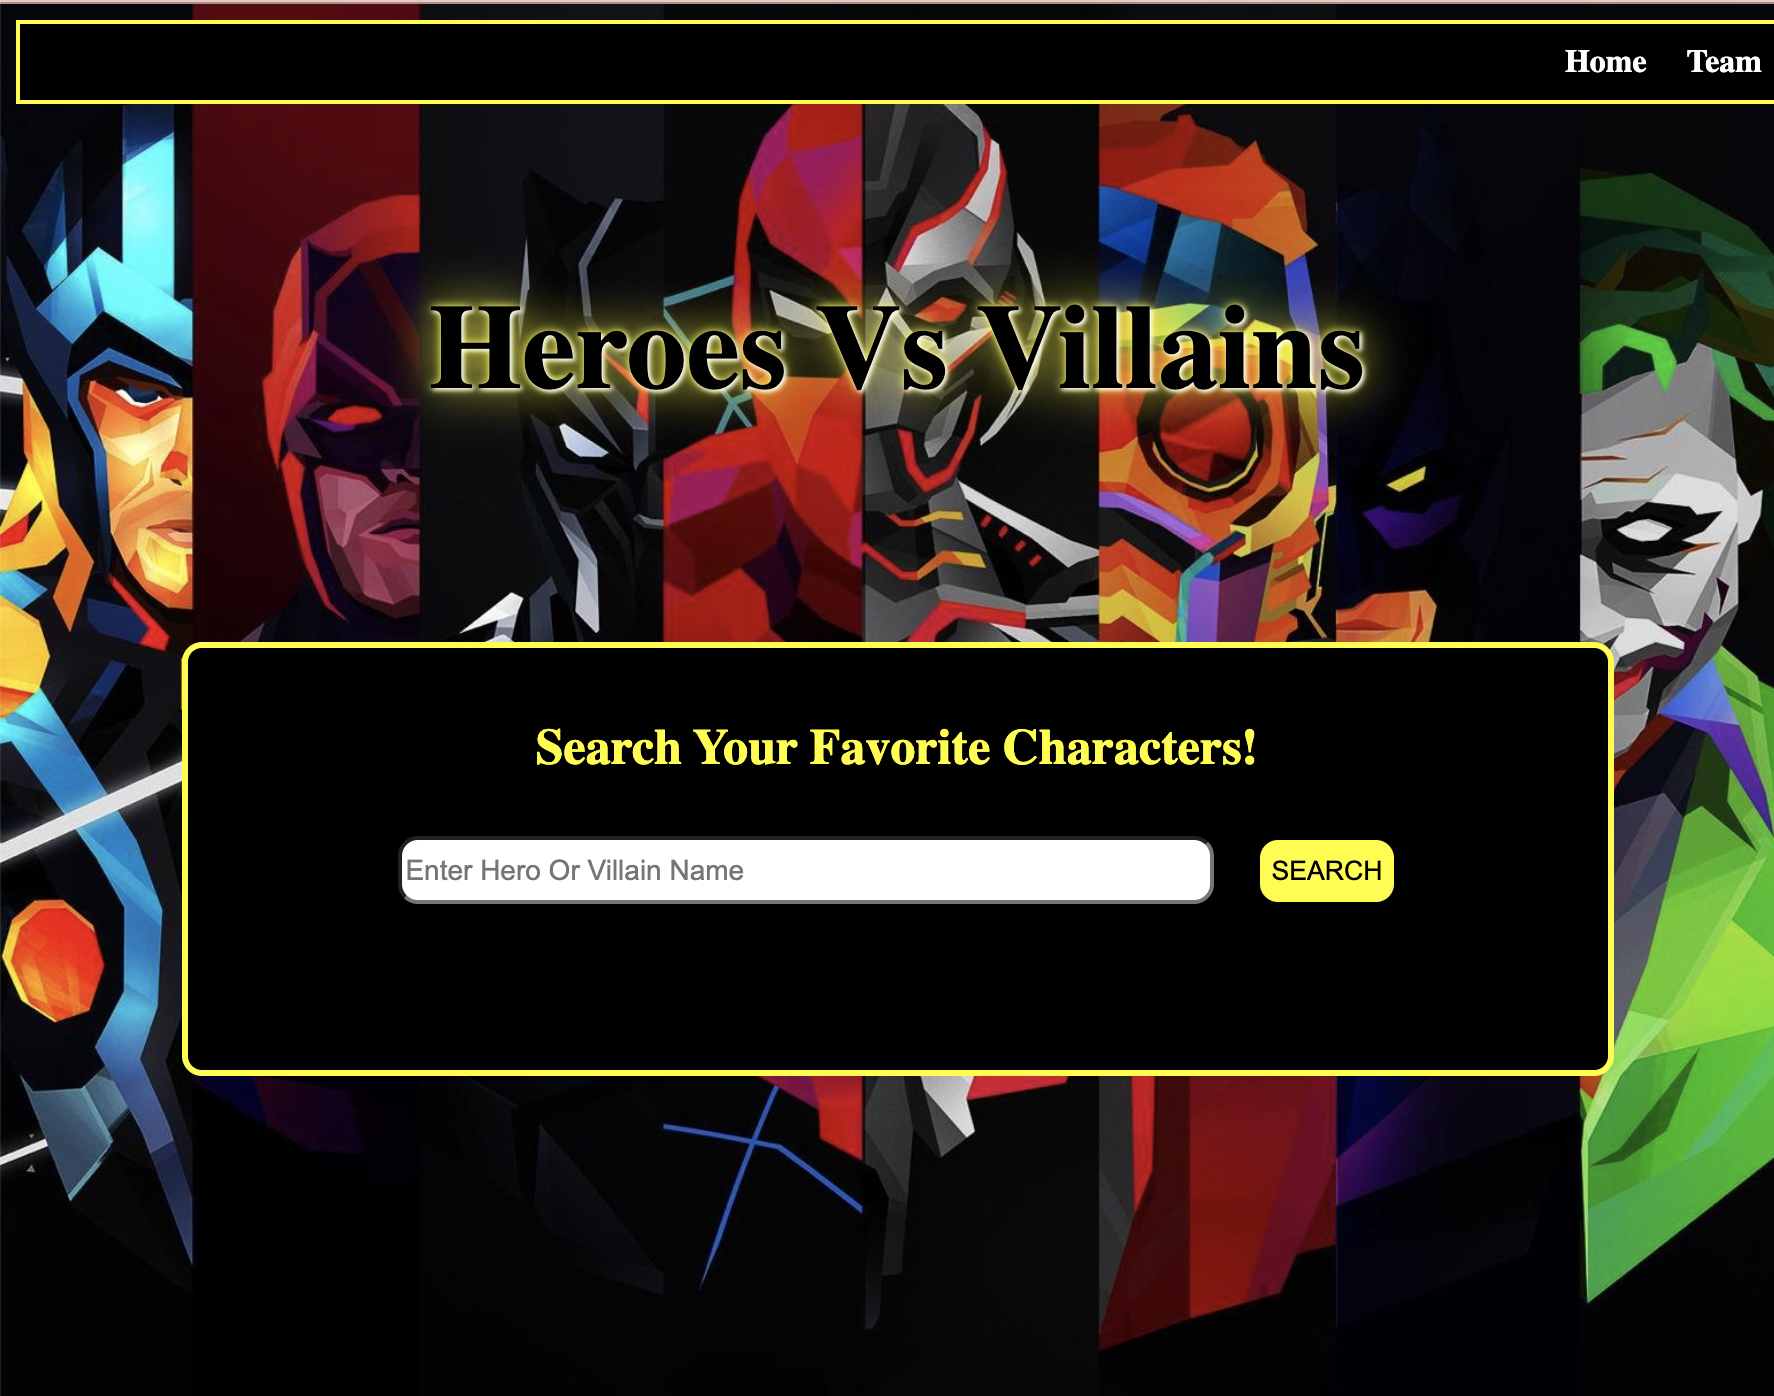 Home Team
Heroes Vs Villains
Search Your Favorite Characters!
Enter Hero Or Villain Name SEARCH